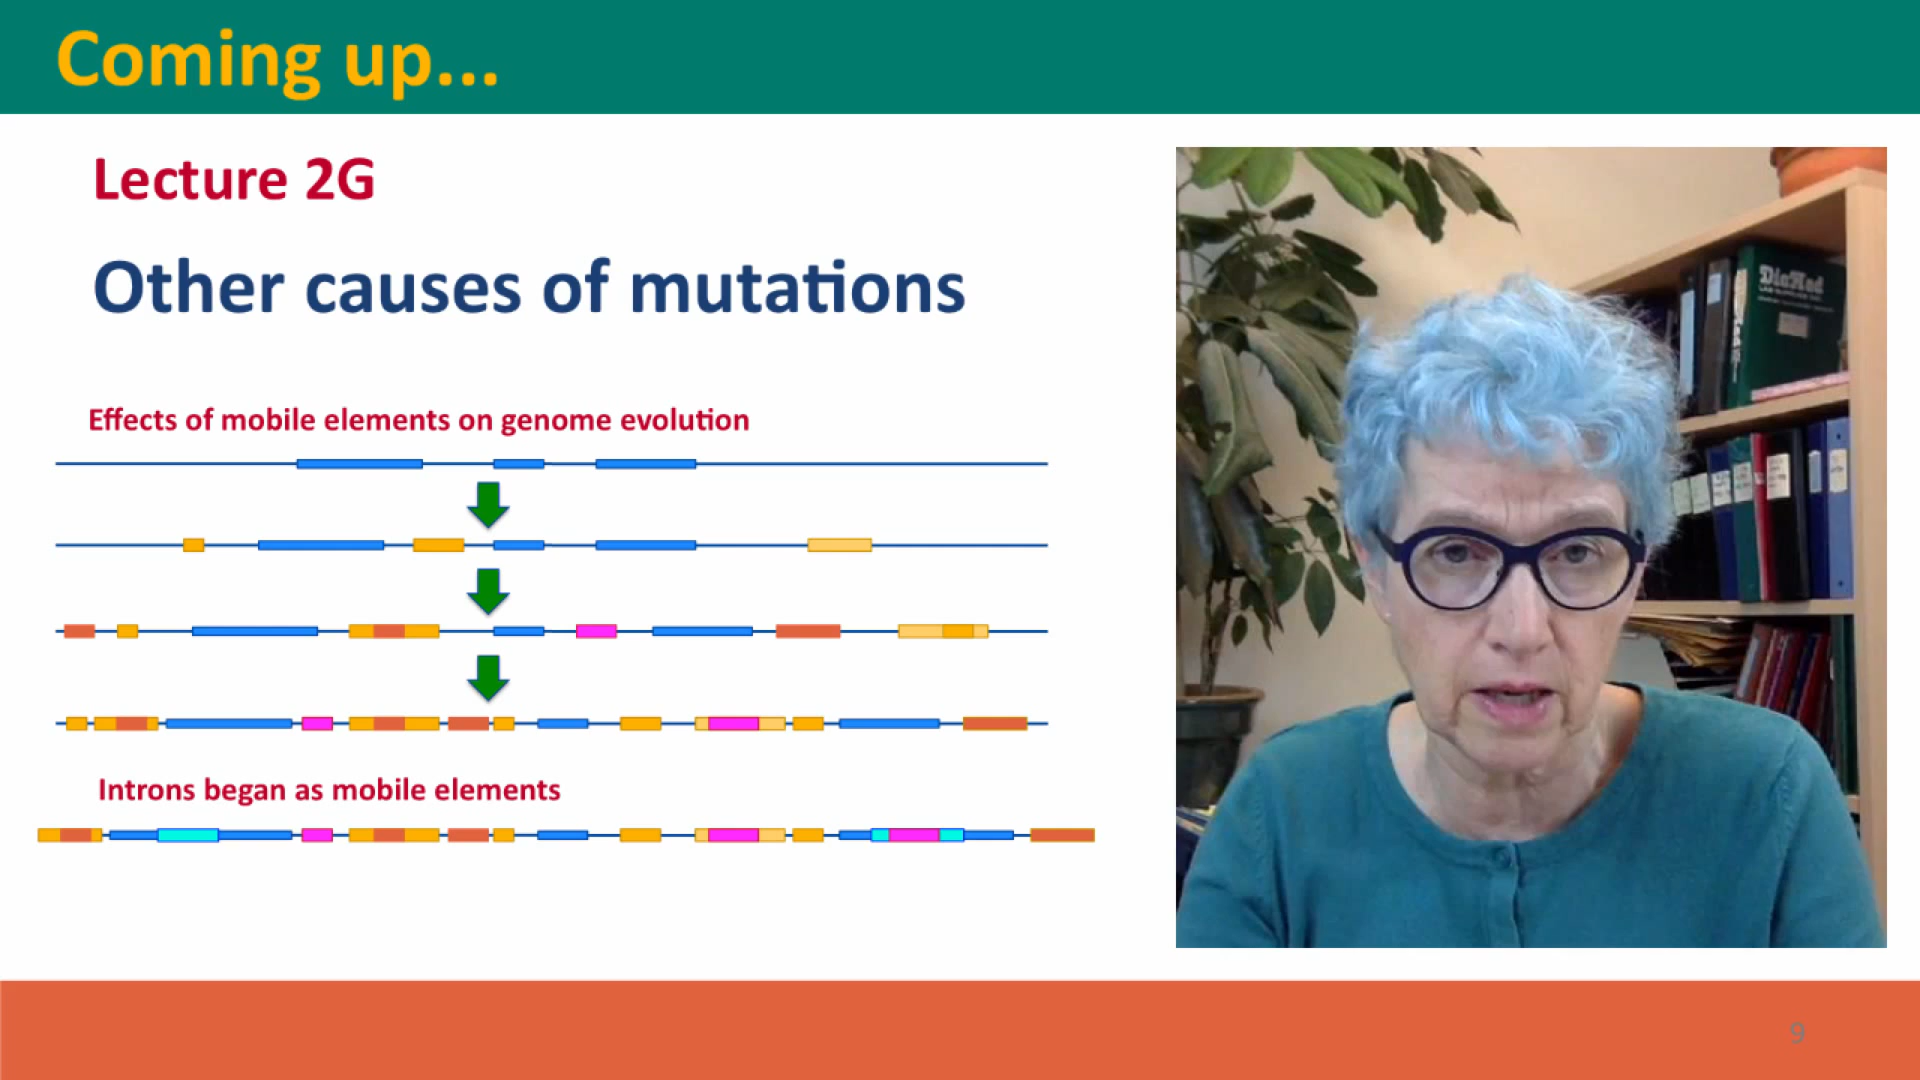 Coming up...
Lecture 2G
Other causes of mutations
Effects of mobile elements on genome evolution
Introns began as mobile elements
DiaMed
9